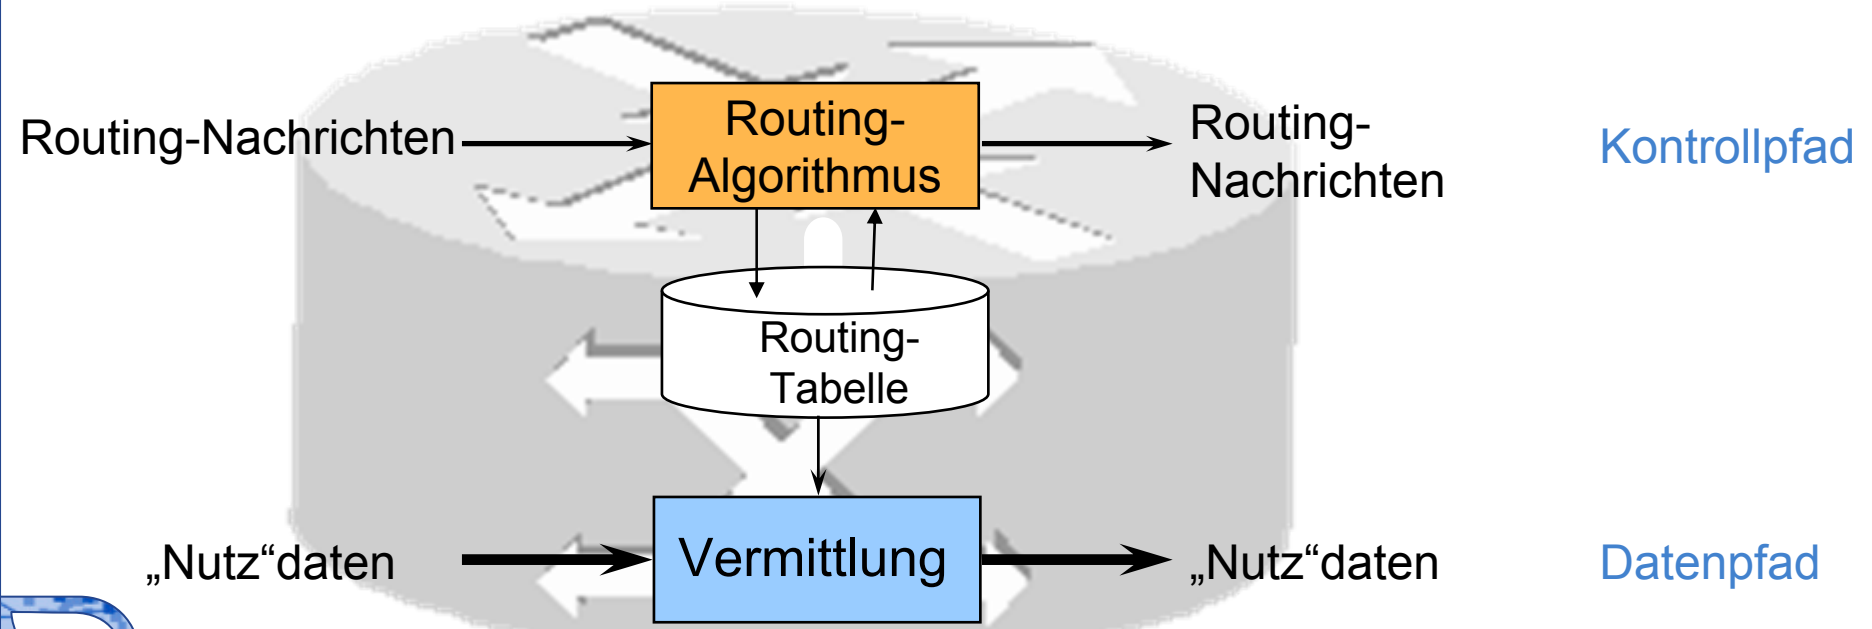 Routing-Nachrichten
Routing-
Algorithmus
Routing-
Nachrichten
Kontrollpfad
Routing-
Tabelle
„Nutz“daten
Vermittlung
„Nutz“daten
Datenpfad